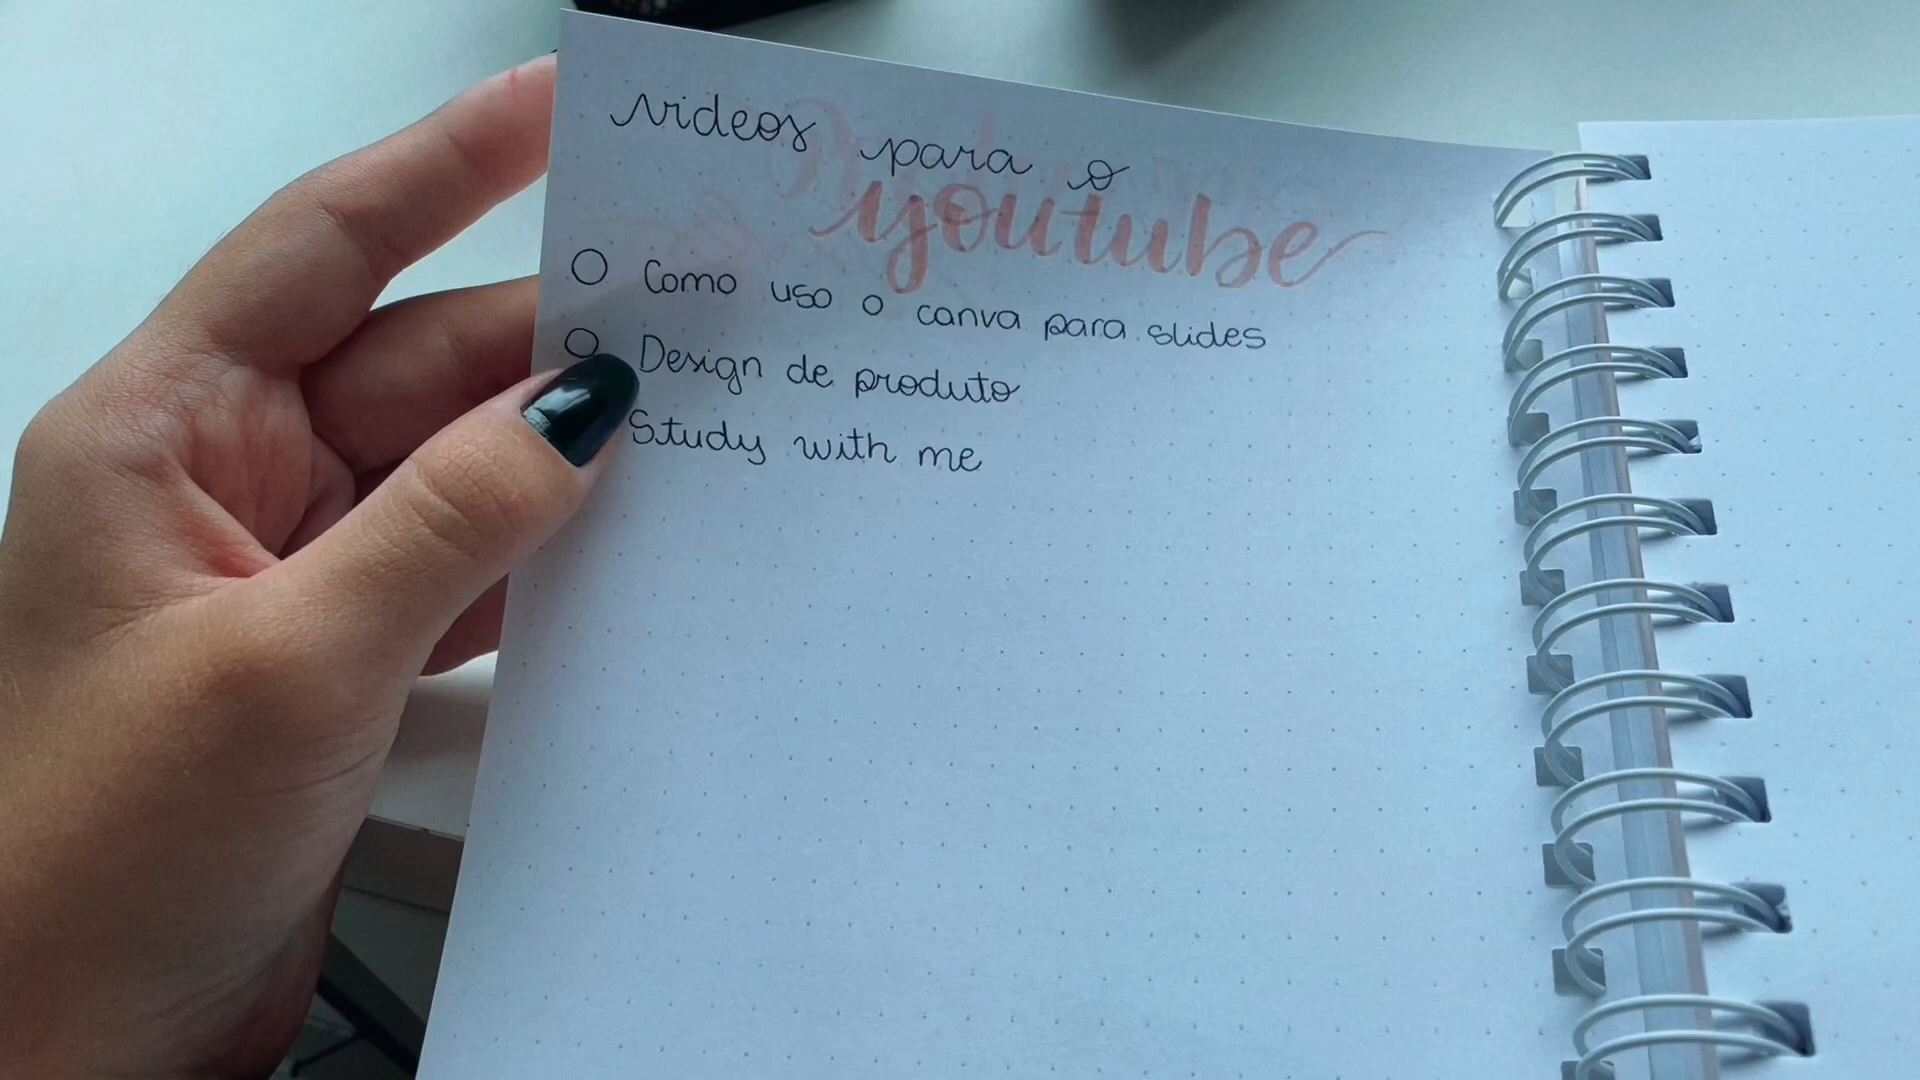 videos para o
youtube
O Como uso o canva para slides
O Design de produto
Study with me